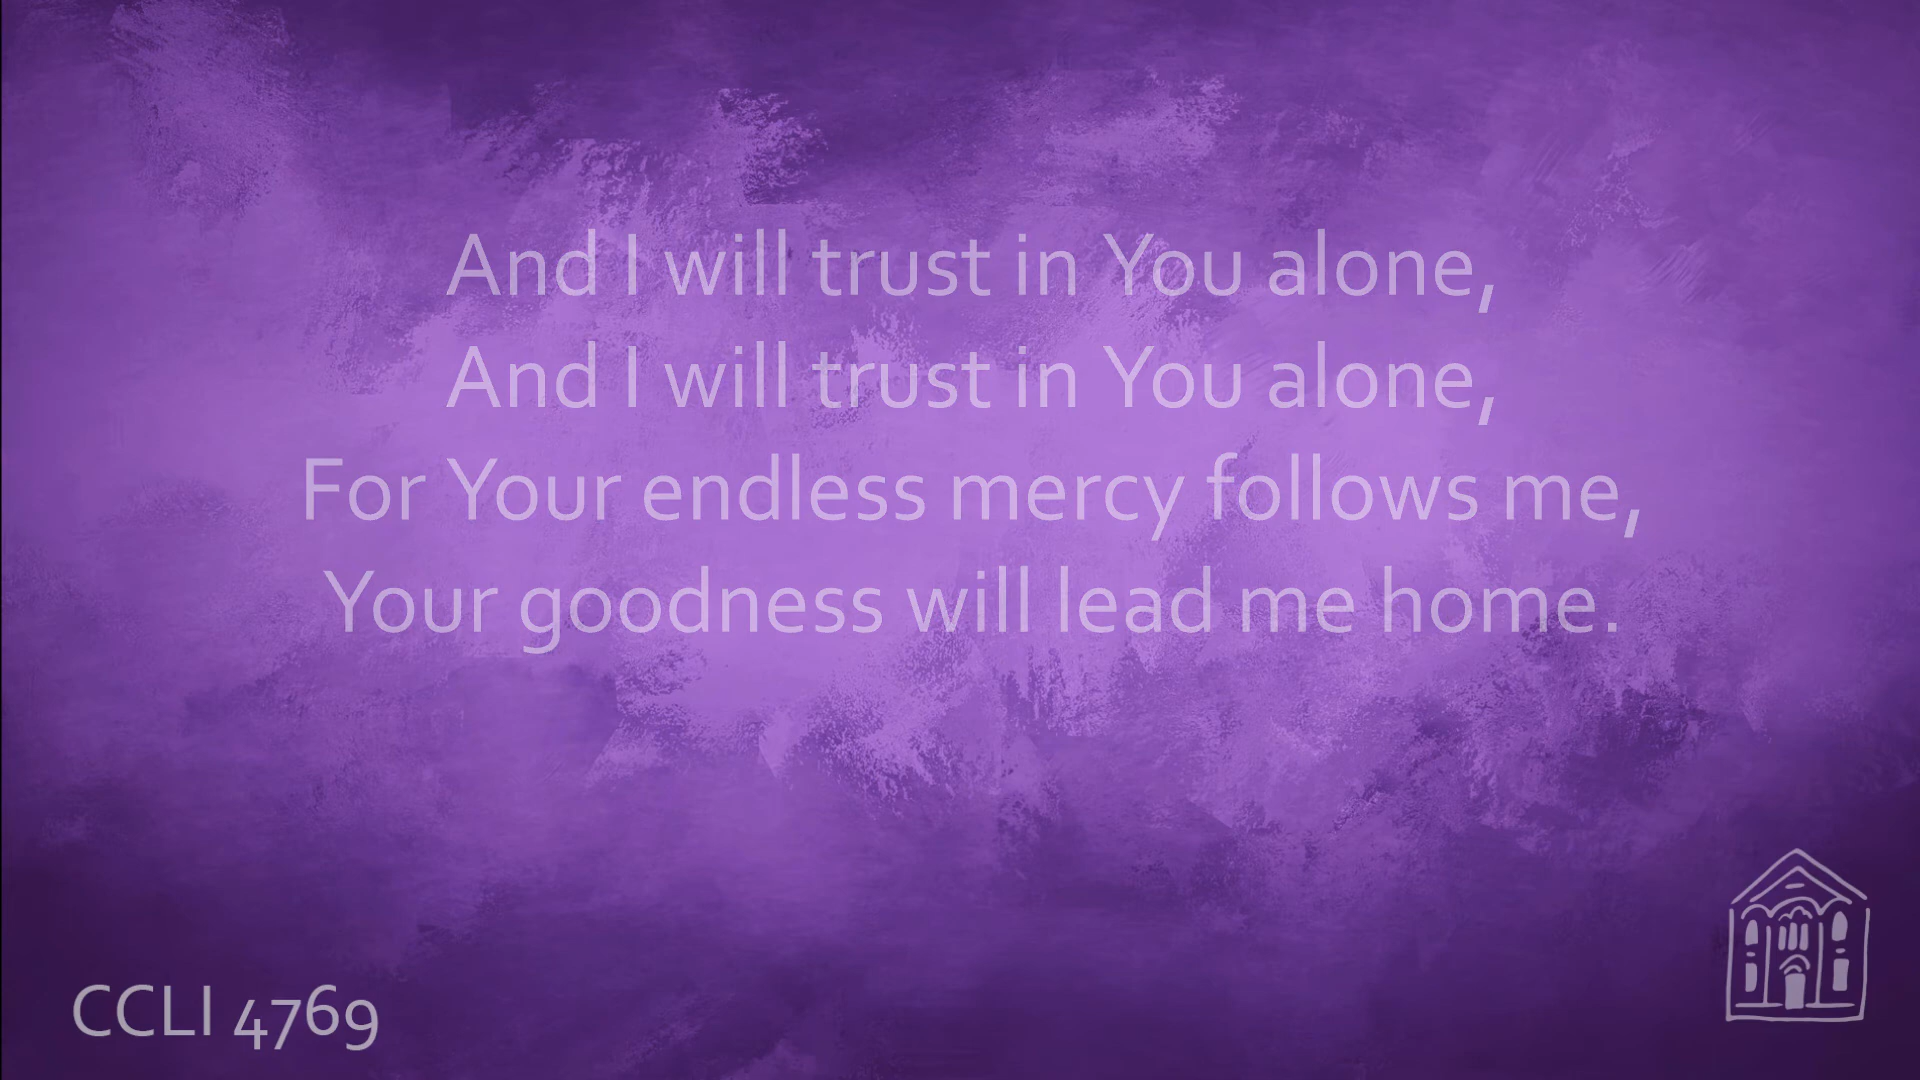 And I will trust in You alone,
And I will trust in You alone,
For Your endless mercy follows me,
Your goodness will lead me home.
CCLI 4769